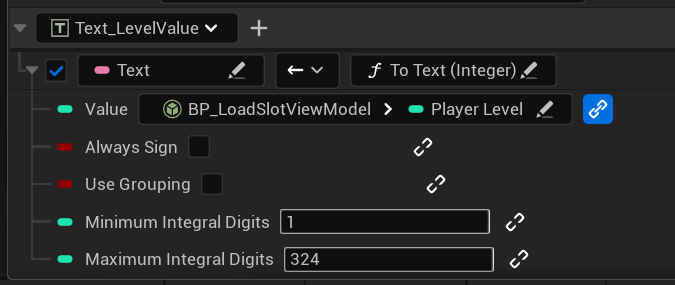 Text_LevelValue
Text To Text (Integer)
Value BP_LoadSlotViewModel Player Level
Always Sign
Use Grouping
Minimum Integral Digits 1
Maximum Integral Digits 324